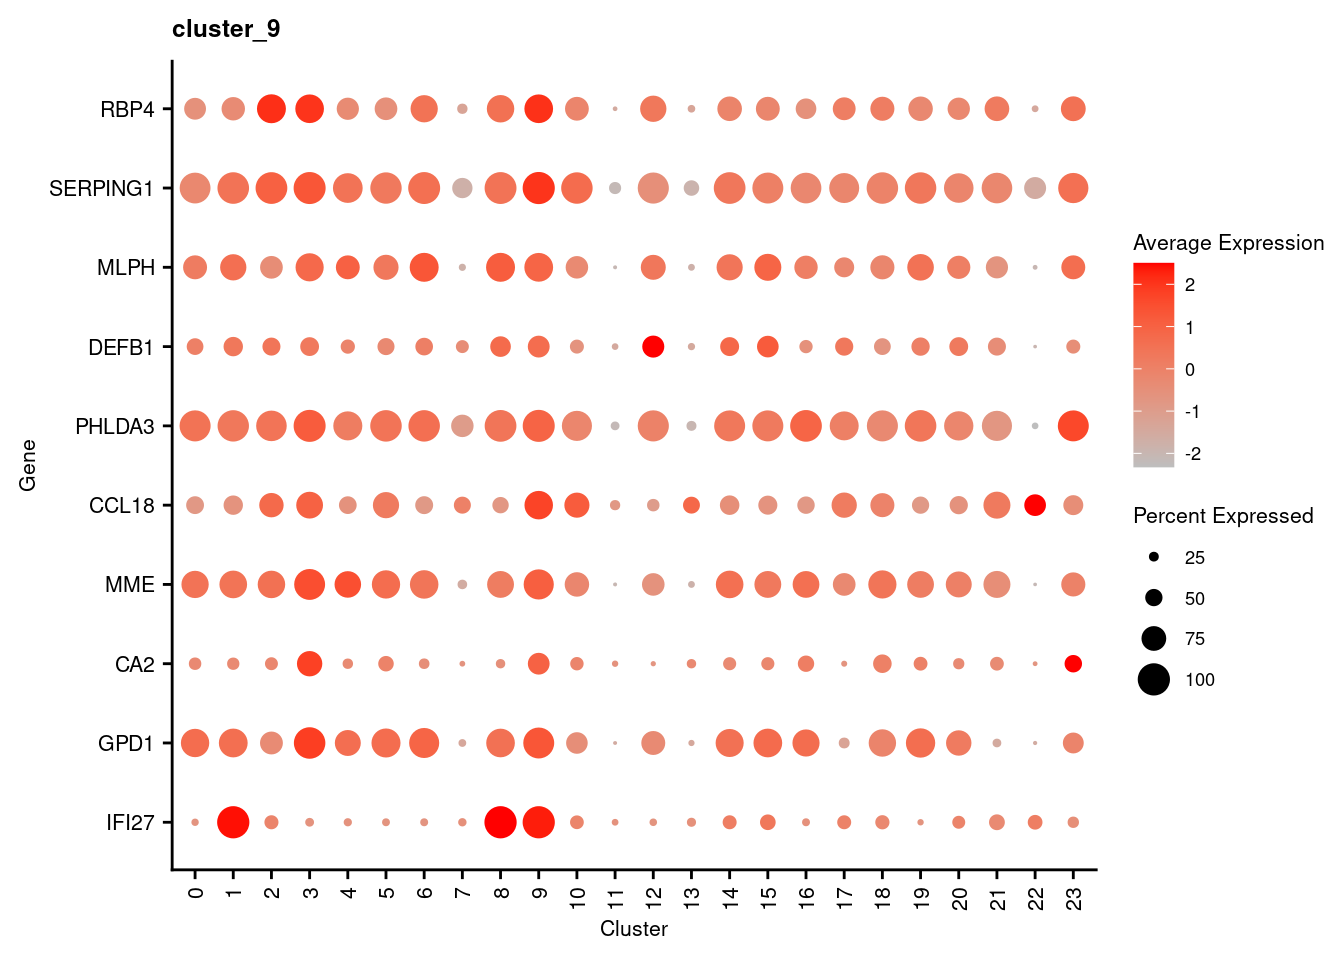 cluster_9
RBP4
SERPING1
MLPH
DEFB1
PHLDA3
CCL18
MME
CA2
GPD1
IFI27
Gene
0 1 2 3 4 5 6 7 8 9 10 11 12 13 14 15 16 17 18 19 20 21 22 23
Cluster
Average Expression
2
1
0
-1
-2
Percent Expressed
25
50
75
100